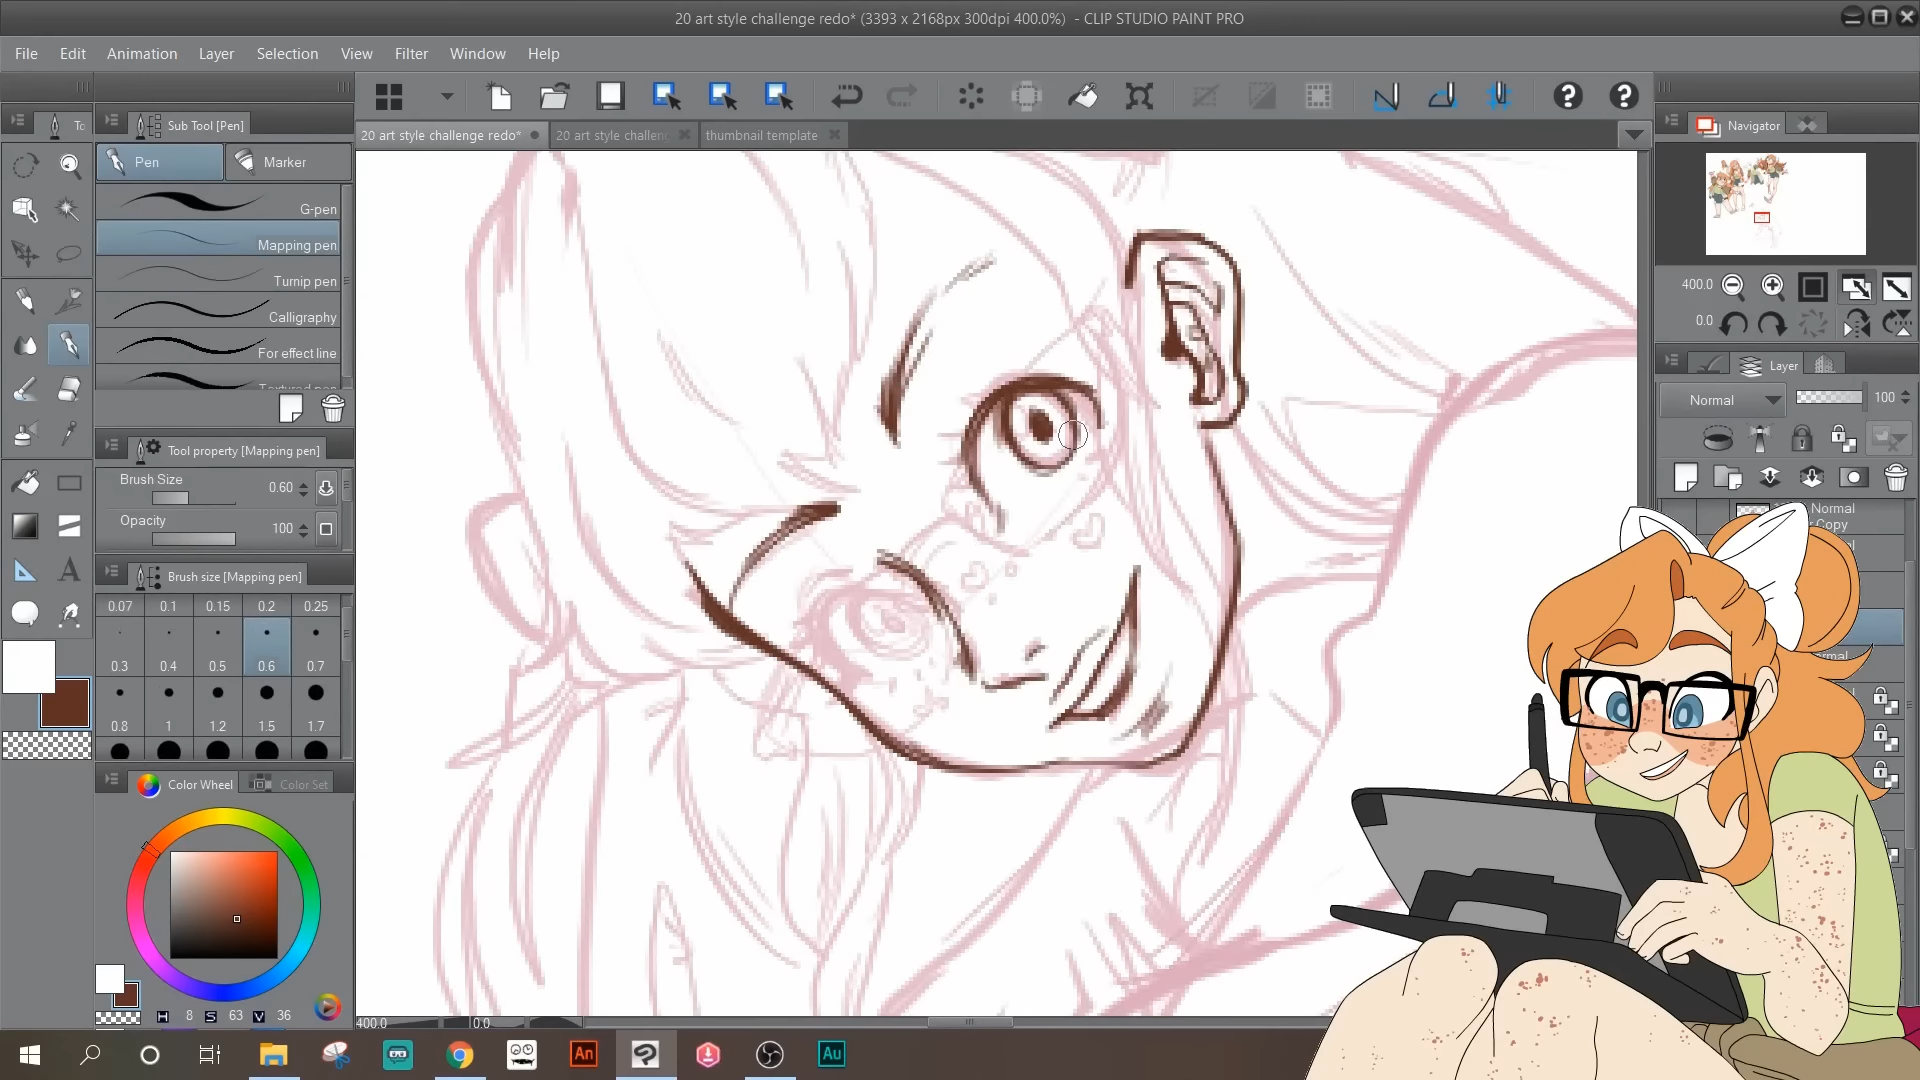 20 art style challenge redo* (3393 x 2168px 300dpi 400.0%)  - CLIP STUDIO PAINT PRO
File Edit Animation Layer Selection View Filter Window Help
Tc
Sub Tool [Pen]
20 art style challenge redo*
20 art style challen
thumbnail template
Navigator
Pen
Marker
G-pen
Mapping pen
Turnip pen
Calligraphy
For effect line
Textured pen
400.0
0.0
Layer
Normal
100
Tool property [Mapping pen]
Brush Size
0.60
Opacity
100
Normal
Copy
Brush size [Mapping pen]
0.07 0.1 0.15 0.2 0.25
0.3 0.4 0.5 0.6 0.7
0.8 1 1.2 1.5 1.7
Color Wheel
Color Set
H 8 S 63 V 36
400.0
0.0
An
Au